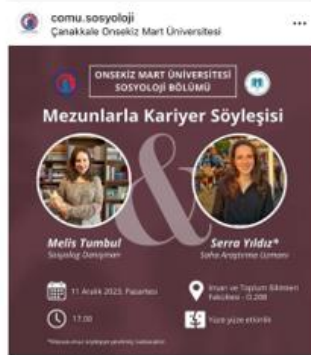 comu.sosyoloji
Çanakkale Onsekiz Mart Üniversitesi
ONSEKİZ MART ÜNİVERSİTESİ
SOSYOLOJİ BÖLÜMÜ
Mezunlarla Kariyer Söyleşisi
&
Melis Tumbul
Sosyolog Danışman
Serra Yıldız*
Saha Araştırma Uzmanı
11 Aralık 2023, Pazartesi
İnsan ve Toplum Bilimleri
Fakültesi - O.208
17.00
Yüz yüze etkinlik